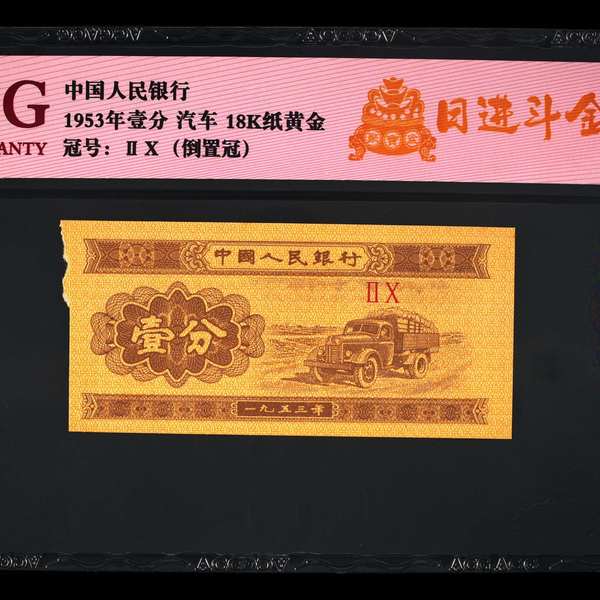 G
ANTY
中国人民银行
1953年壹分 汽车 18K纸黄金
冠号：ⅡX（倒置冠）
日进斗金
中國人民銀行
ⅡX
壹分
一九五三年